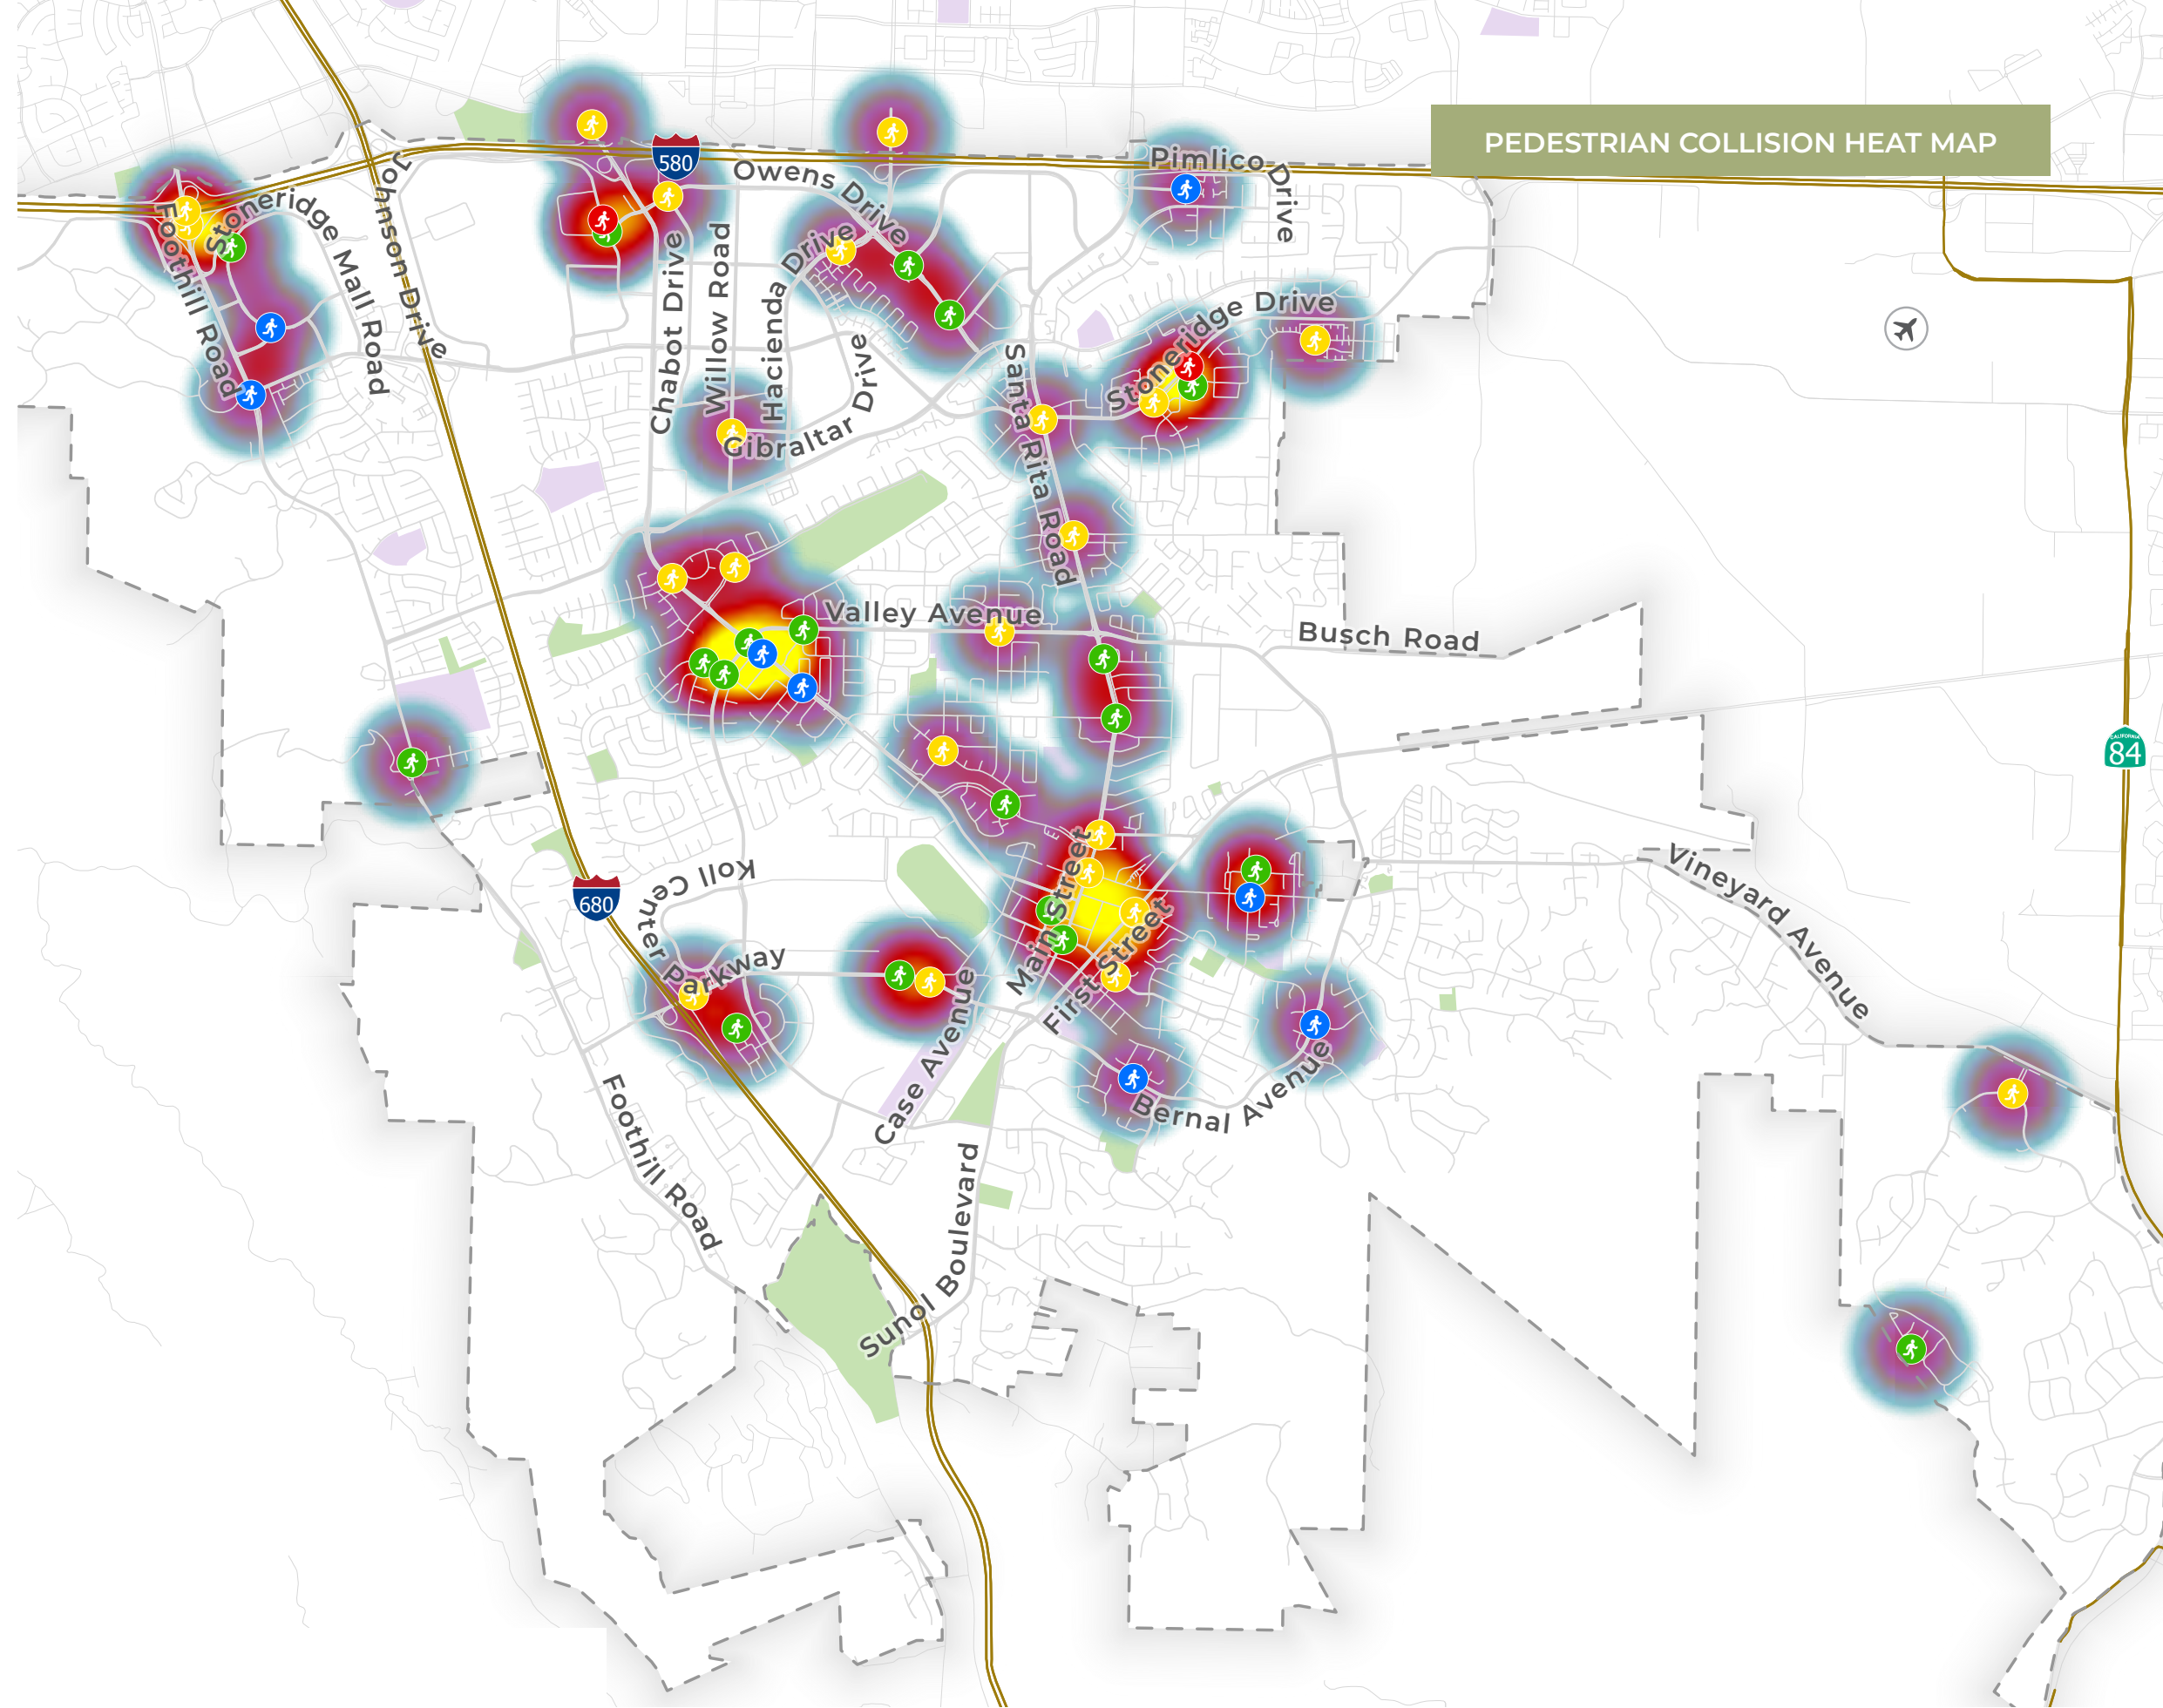 PEDESTRIAN COLLISION HEAT MAP
580
Owens Drive
Pimlico
Drive
Johnson Drive
Stoneridge Mall Road
Foothill Road
Chabot Drive
Willow Road
Hacienda Drive
Gibraltar Drive
Stoneridge Drive
Santa Rita Road
Valley Avenue
Busch Road
CALIFORNIA
84
Main Street
First Street
Vineyard Avenue
680
Koll Center Parkway
Case Avenue
Bernal Avenue
Foothill Road
Sunol Boulevard